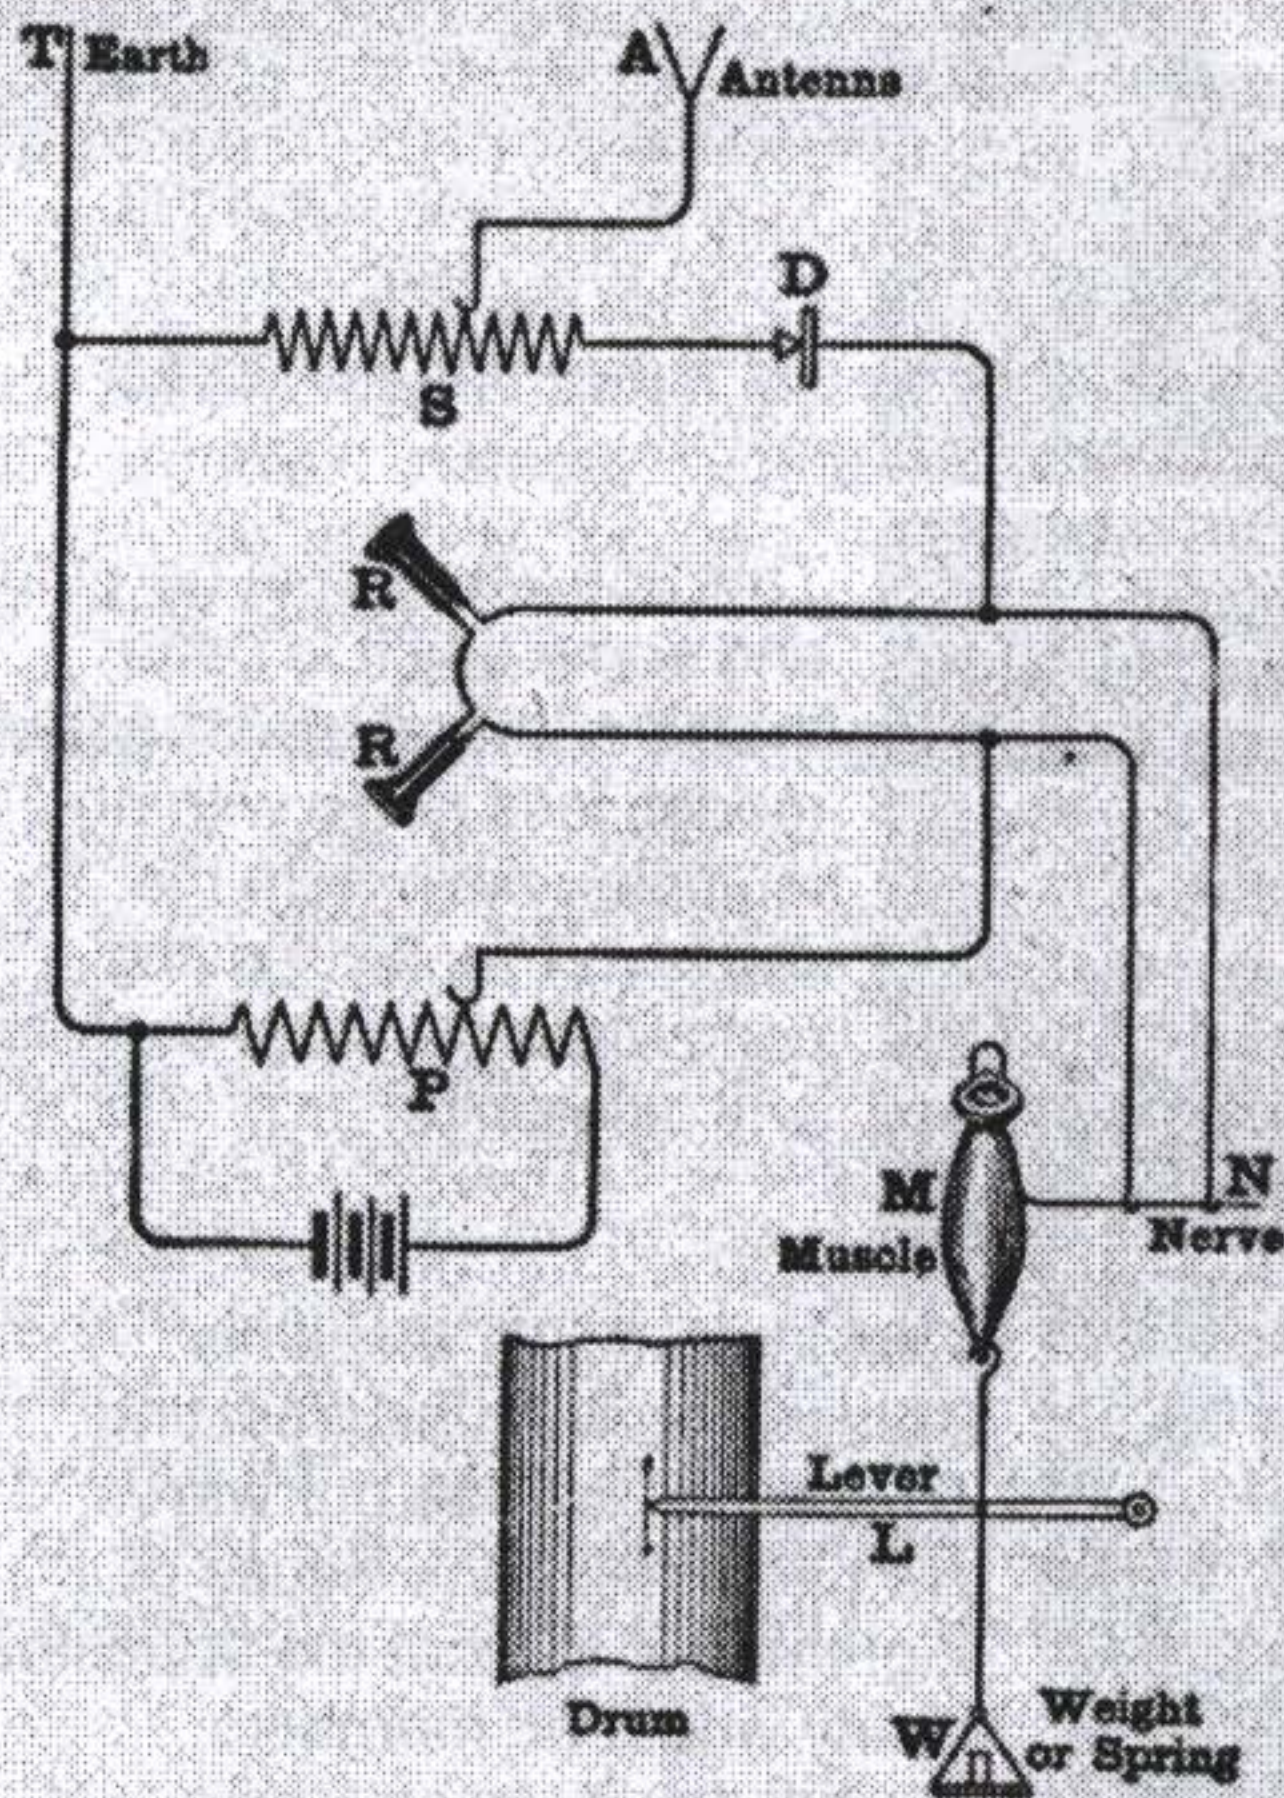 T Earth
A Antenna
D
S
R
R
P
M
Muscle
N
Nerve
Lever
L
Drum
W Weight
or Spring